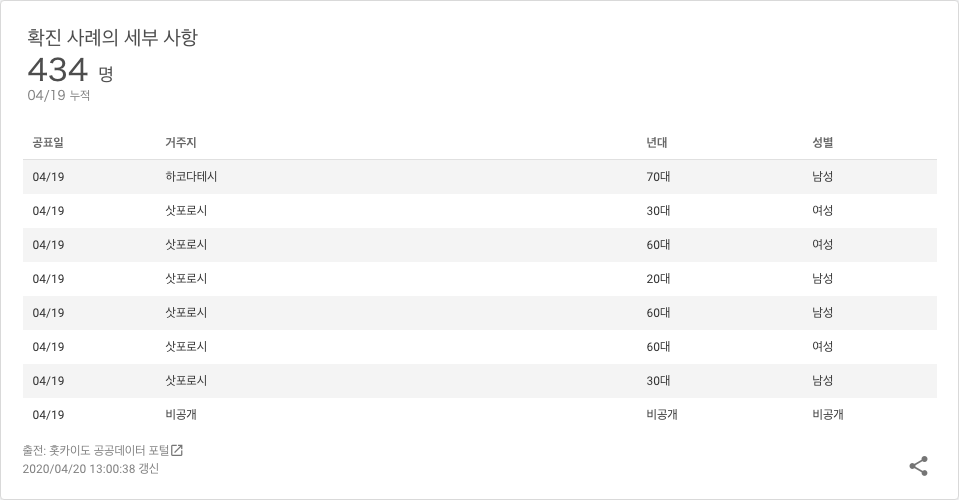 확진 사례의 세부 사항
434 명
04/19 누적
공표일 거주지 년대 성별
04/19 하코다테시 70대 남성
04/19 삿포로시 30대 여성
04/19 삿포로시 60대 여성
04/19 삿포로시 20대 남성
04/19 삿포로시 60대 남성
04/19 삿포로시 60대 여성
04/19 삿포로시 30대 남성
04/19 비공개 비공개 비공개
출전: 홋카이도 공공데이터 포털
2020/04/20 13:00:38 갱신